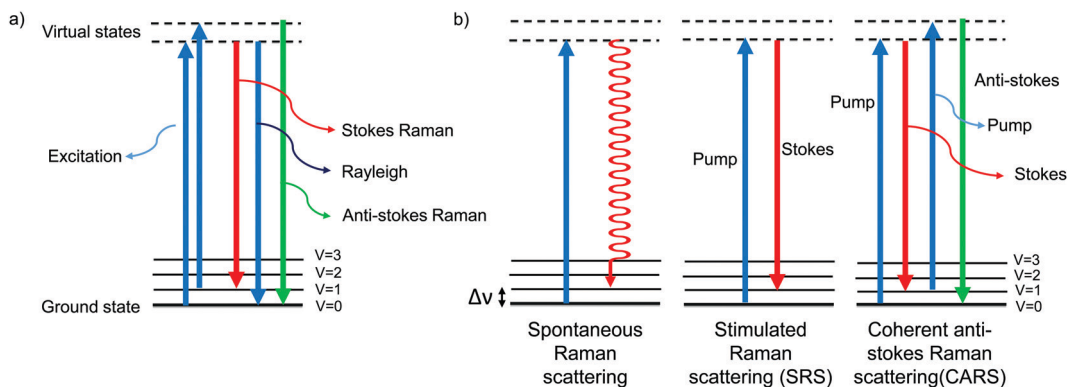 a)
Virtual states
Excitation
Stokes Raman
Rayleigh
Anti-stokes Raman
V=3
V=2
V=1
Ground state
V=0
b)
Δν
Spontaneous
Raman
scattering
Pump
Stokes
Stimulated
Raman
scattering (SRS)
Pump
Anti-stokes
Pump
Stokes
V=3
V=2
V=1
V=0
Coherent anti-
stokes Raman
scattering(CARS)